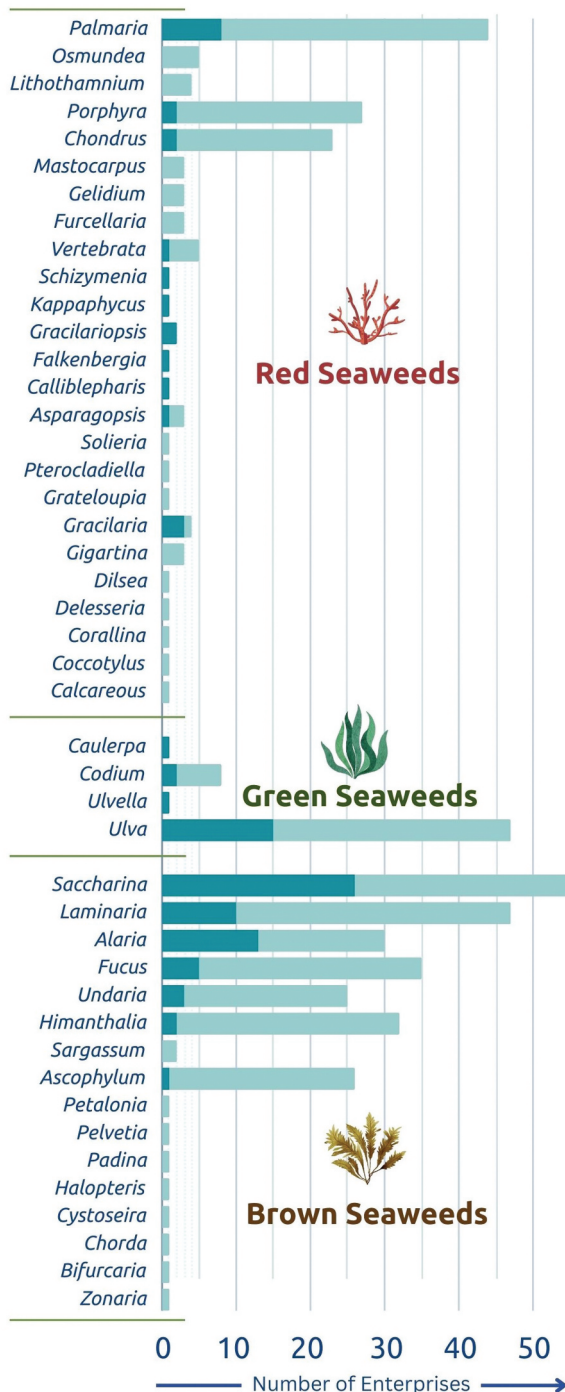 Palmaria
Osmundea
Lithothamnium
Porphyra
Chondrus
Mastocarpus
Gelidium
Furcellaria
Vertebrata
Schizymenia
Kappaphycus
Gracilariopsis
Falkenbergia
Calliblepharis
Asparagopsis
Solieria
Pterocladiella
Grateloupia
Gracilaria
Gigartina
Dilsea
Delesseria
Corallina
Coccotylus
Calcareous
Red Seaweeds
Caulerpa
Codium
Ulvella
Ulva
Green Seaweeds
Saccharina
Laminaria
Alaria
Fucus
Undaria
Himanthalia
Sargassum
Ascophylum
Petalonia
Pelvetia
Padina
Halopteris
Cystoseira
Chorda
Bifurcaria
Zonaria
Brown Seaweeds
0 10 20 30 40 50
Number of Enterprises